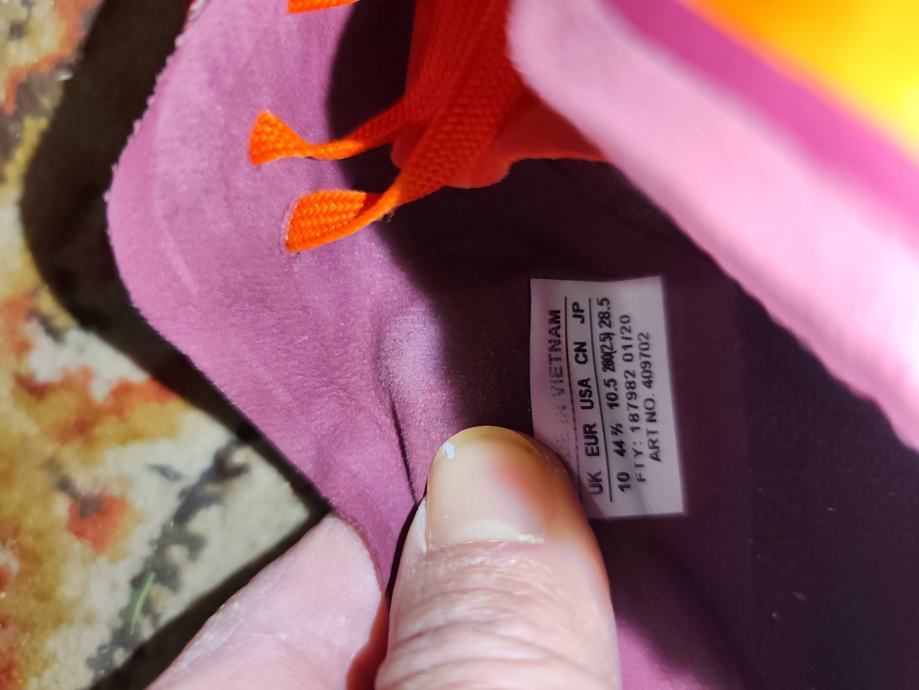 IN VIETNAM
UK EUR USA CN JP
10 44 ⅔ 10.5 280(2.5) 28.5
FTY: 187982 01/20
ART NO. 409702